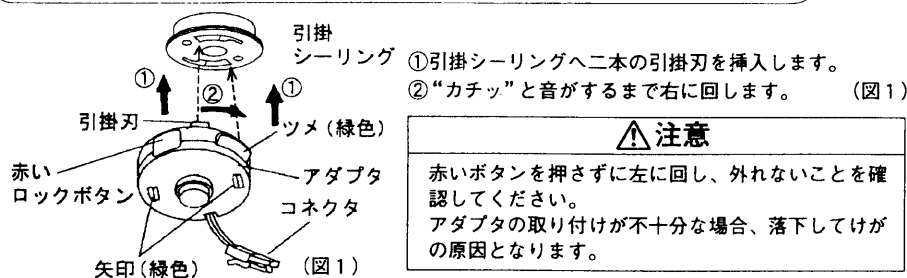 引掛
シーリング
①
②
①
引掛刃
ツメ(緑色)
赤い
ロックボタン
アダプタ
コネクタ
矢印(緑色)
(図1)
①引掛シーリングへ二本の引掛刃を挿入します。
②“カチッ”と音がするまで右に回します。 (図1)
⚠注意
赤いボタンを押さずに左に回し、外れないことを確
認してください。
アダプタの取り付けが不十分な場合、落下してけが
の原因となります。